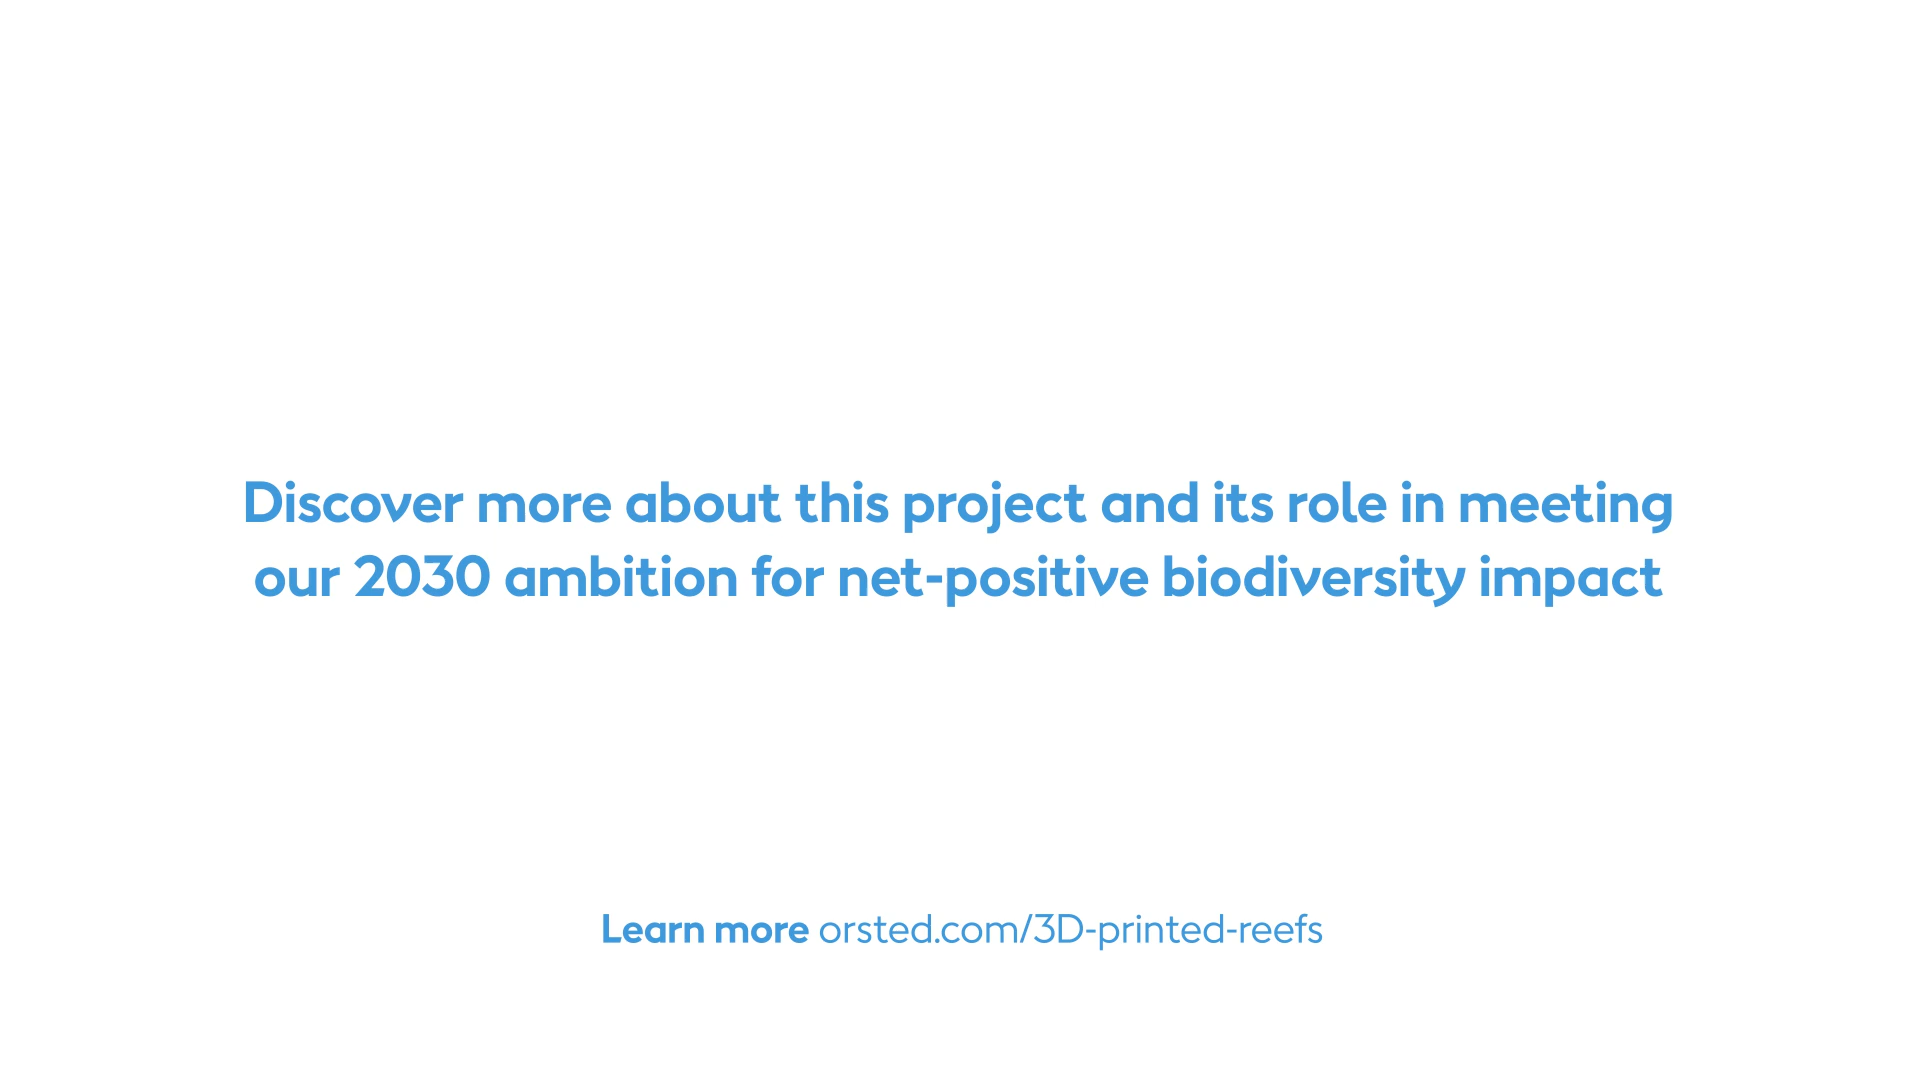 Discover more about this project and its role in meeting
our 2030 ambition for net-positive biodiversity impact
Learn more orsted.com/3D-printed-reefs